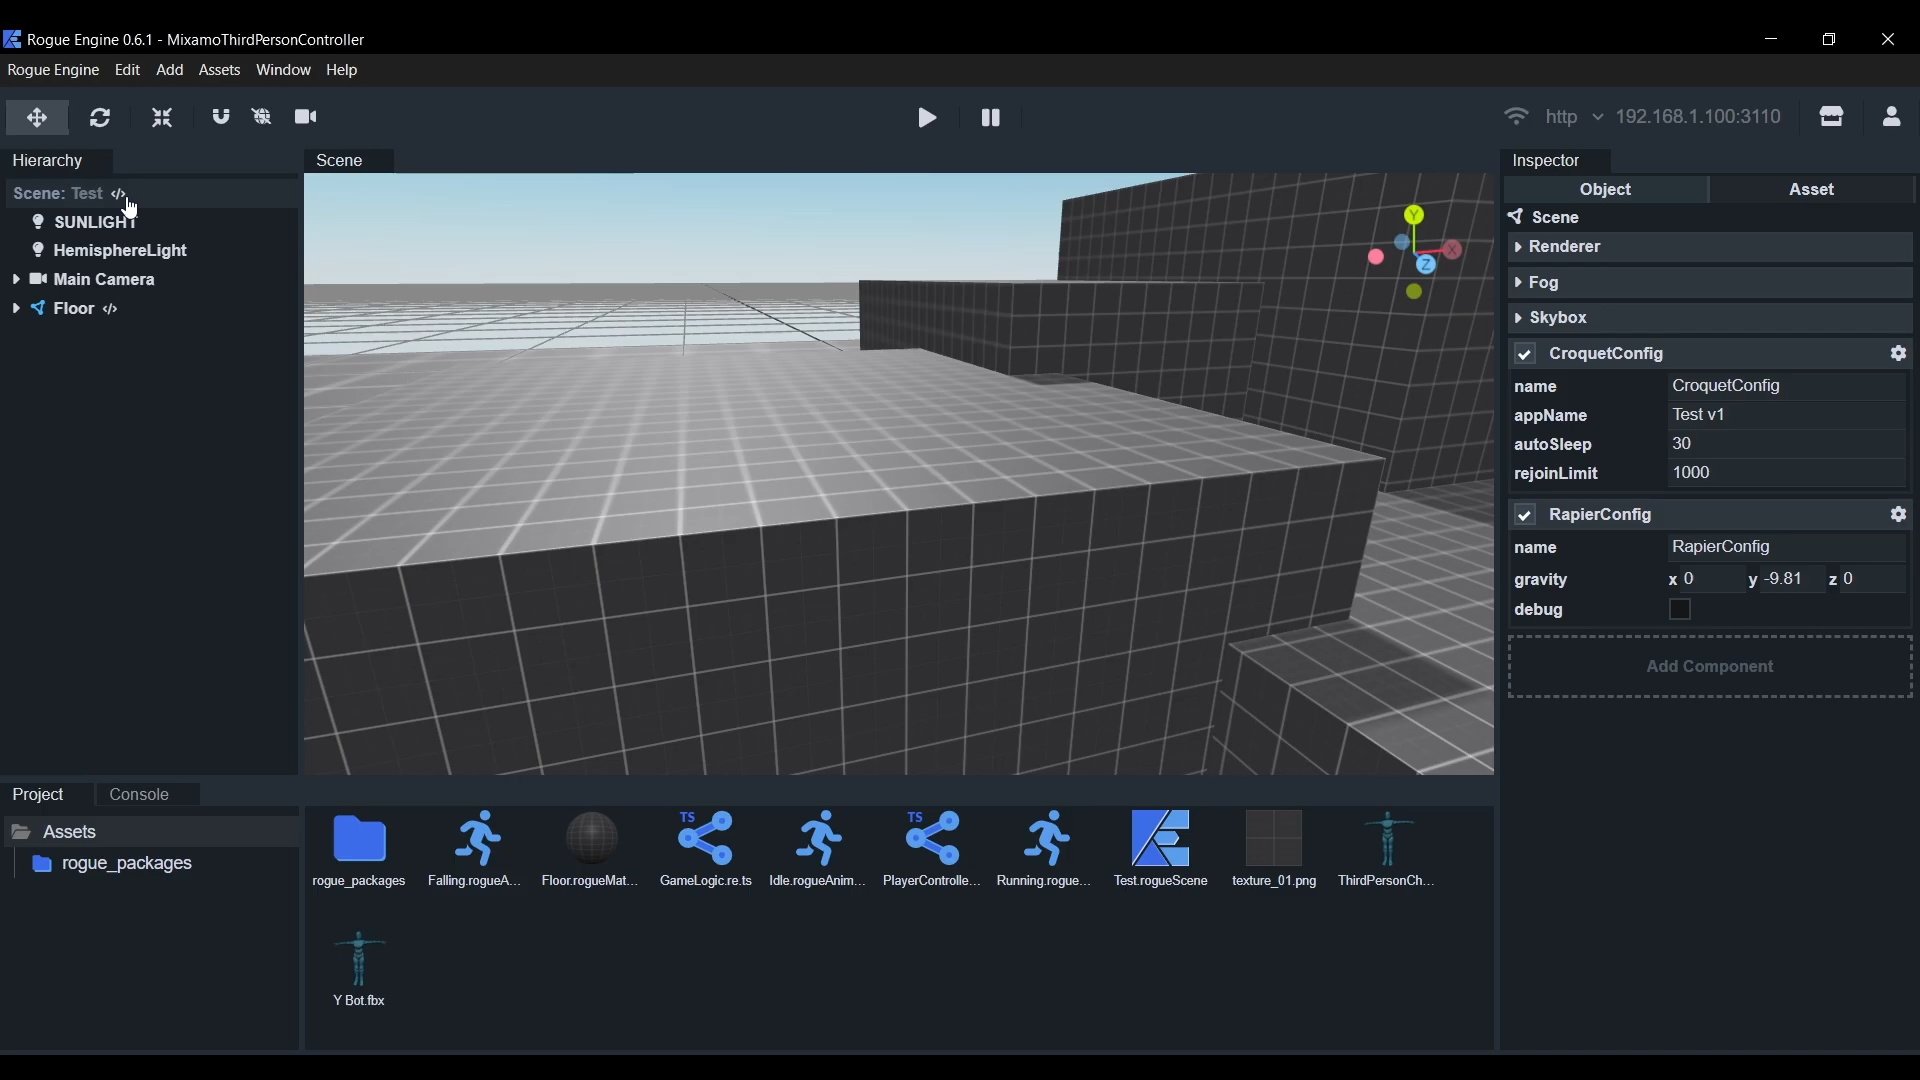 Rogue Engine 0.6.1 - MixamoThirdPersonController
Rogue Engine Edit Add Assets Window Help
http 192.168.1.100:3110
Hierarchy
Scene: Test </>
SUNLIGHT
HemisphereLight
Main Camera
Floor </>
Scene
Y
X
Z
Inspector
Object Asset
Scene
Renderer
Fog
Skybox
CroquetConfig
name CroquetConfig
appName Test v1
autoSleep 30
rejoinLimit 1000
RapierConfig
name RapierConfig
gravity x 0 y -9.81 z 0
debug
Add Component
Project Console
Assets
rogue_packages
TS TS
rogue_packages Falling.rogueA... Floor.rogueMat... GameLogic.re.ts Idle.rogueAnim... PlayerControlle... Running.rogue... Test.rogueScene texture_01.png ThirdPersonCh...
Y Bot.fbx